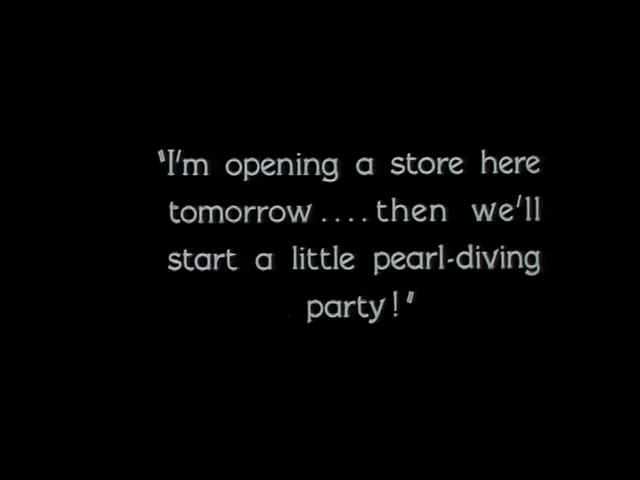 "I'm opening a store here
tomorrow....then we'll
start a little pearl-diving
party!"